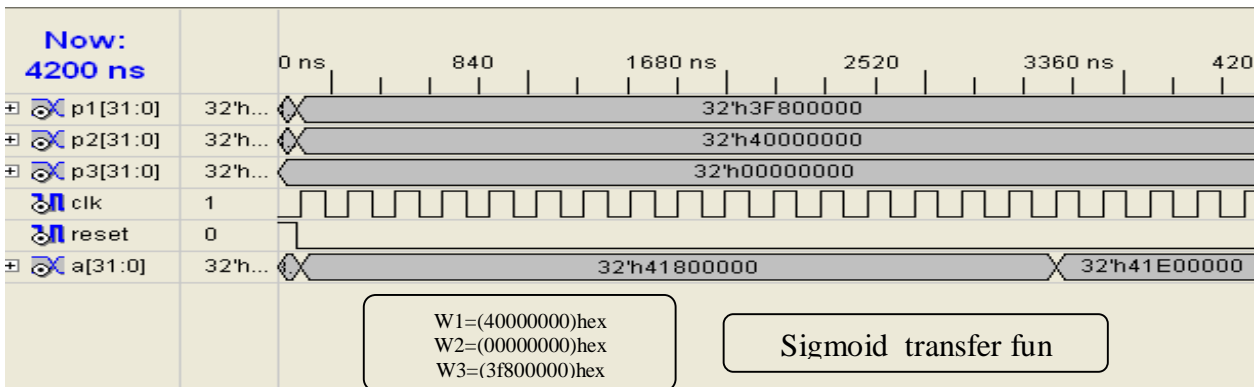 Now:
4200 ns
0 ns 840 1680 ns 2520 3360 ns 420
p1[31:0] 32'h... 32'h3F800000
p2[31:0] 32'h... 32'h40000000
p3[31:0] 32'h... 32'h00000000
clk 1
reset 0
a[31:0] 32'h... 32'h41800000 32'h41E00000
W1=(40000000)hex
W2=(00000000)hex
W3=(3f800000)hex
Sigmoid transfer fun